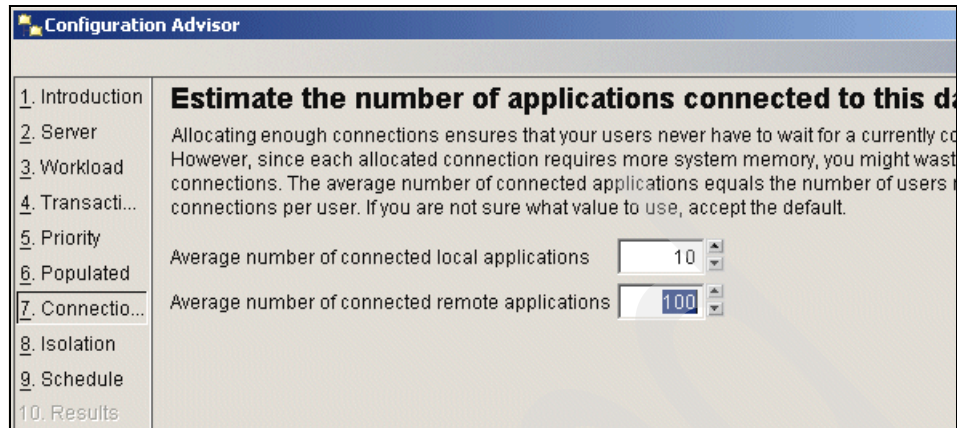 Configuration Advisor
1. Introduction
2. Server
3. Workload
4. Transacti...
5. Priority
6. Populated
7. Connectio...
8. Isolation
9. Schedule
10. Results
Estimate the number of applications connected to this da
Allocating enough connections ensures that your users never have to wait for a currently co
However, since each allocated connection requires more system memory, you might wast
connections. The average number of connected applications equals the number of users
connections per user. If you are not sure what value to use, accept the default.
Average number of connected local applications 10
Average number of connected remote applications 100